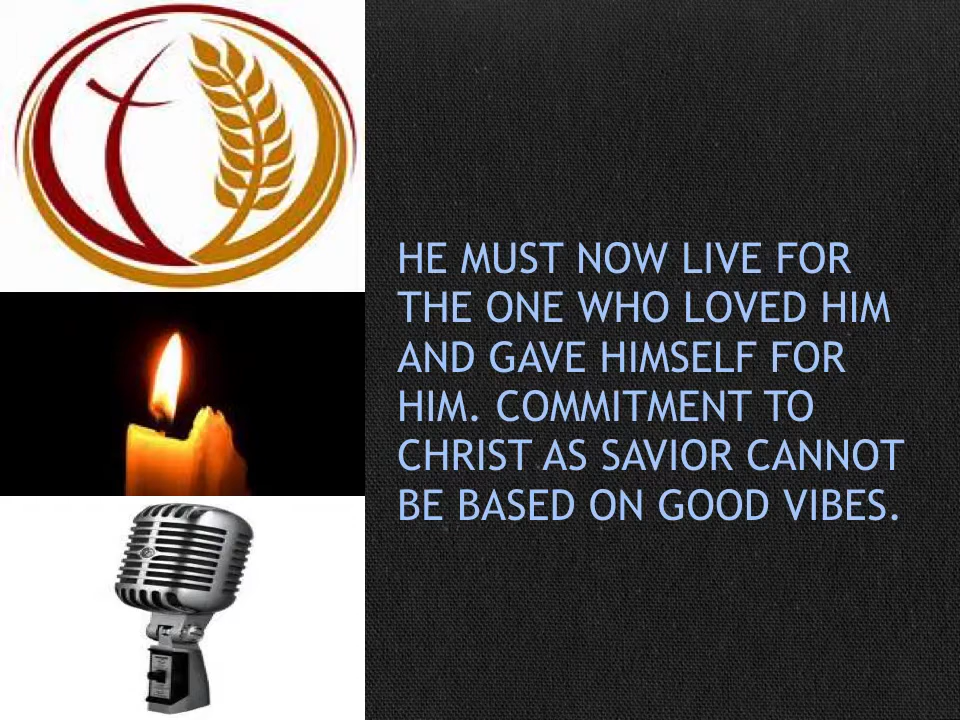 HE MUST NOW LIVE FOR
THE ONE WHO LOVED HIM
AND GAVE HIMSELF FOR
HIM. COMMITMENT TO
CHRIST AS SAVIOR CANNOT
BE BASED ON GOOD VIBES.